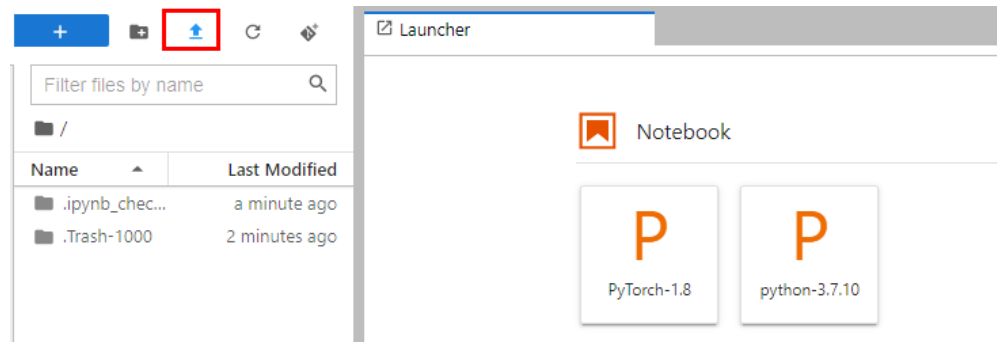 Launcher
Filter files by name
/
Name Last Modified
.ipynb_chec... a minute ago
.Trash-1000 2 minutes ago
Notebook
P P
PyTorch-1.8 python-3.7.10